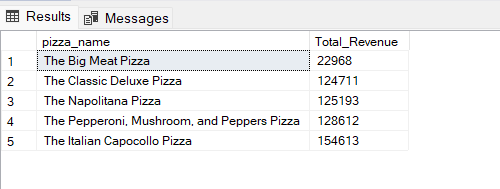 Results Messages
pizza_name Total_Revenue
1 The Big Meat Pizza 22968
2 The Classic Deluxe Pizza 124711
3 The Napolitana Pizza 125193
4 The Pepperoni, Mushroom, and Peppers Pizza 128612
5 The Italian Capocollo Pizza 154613